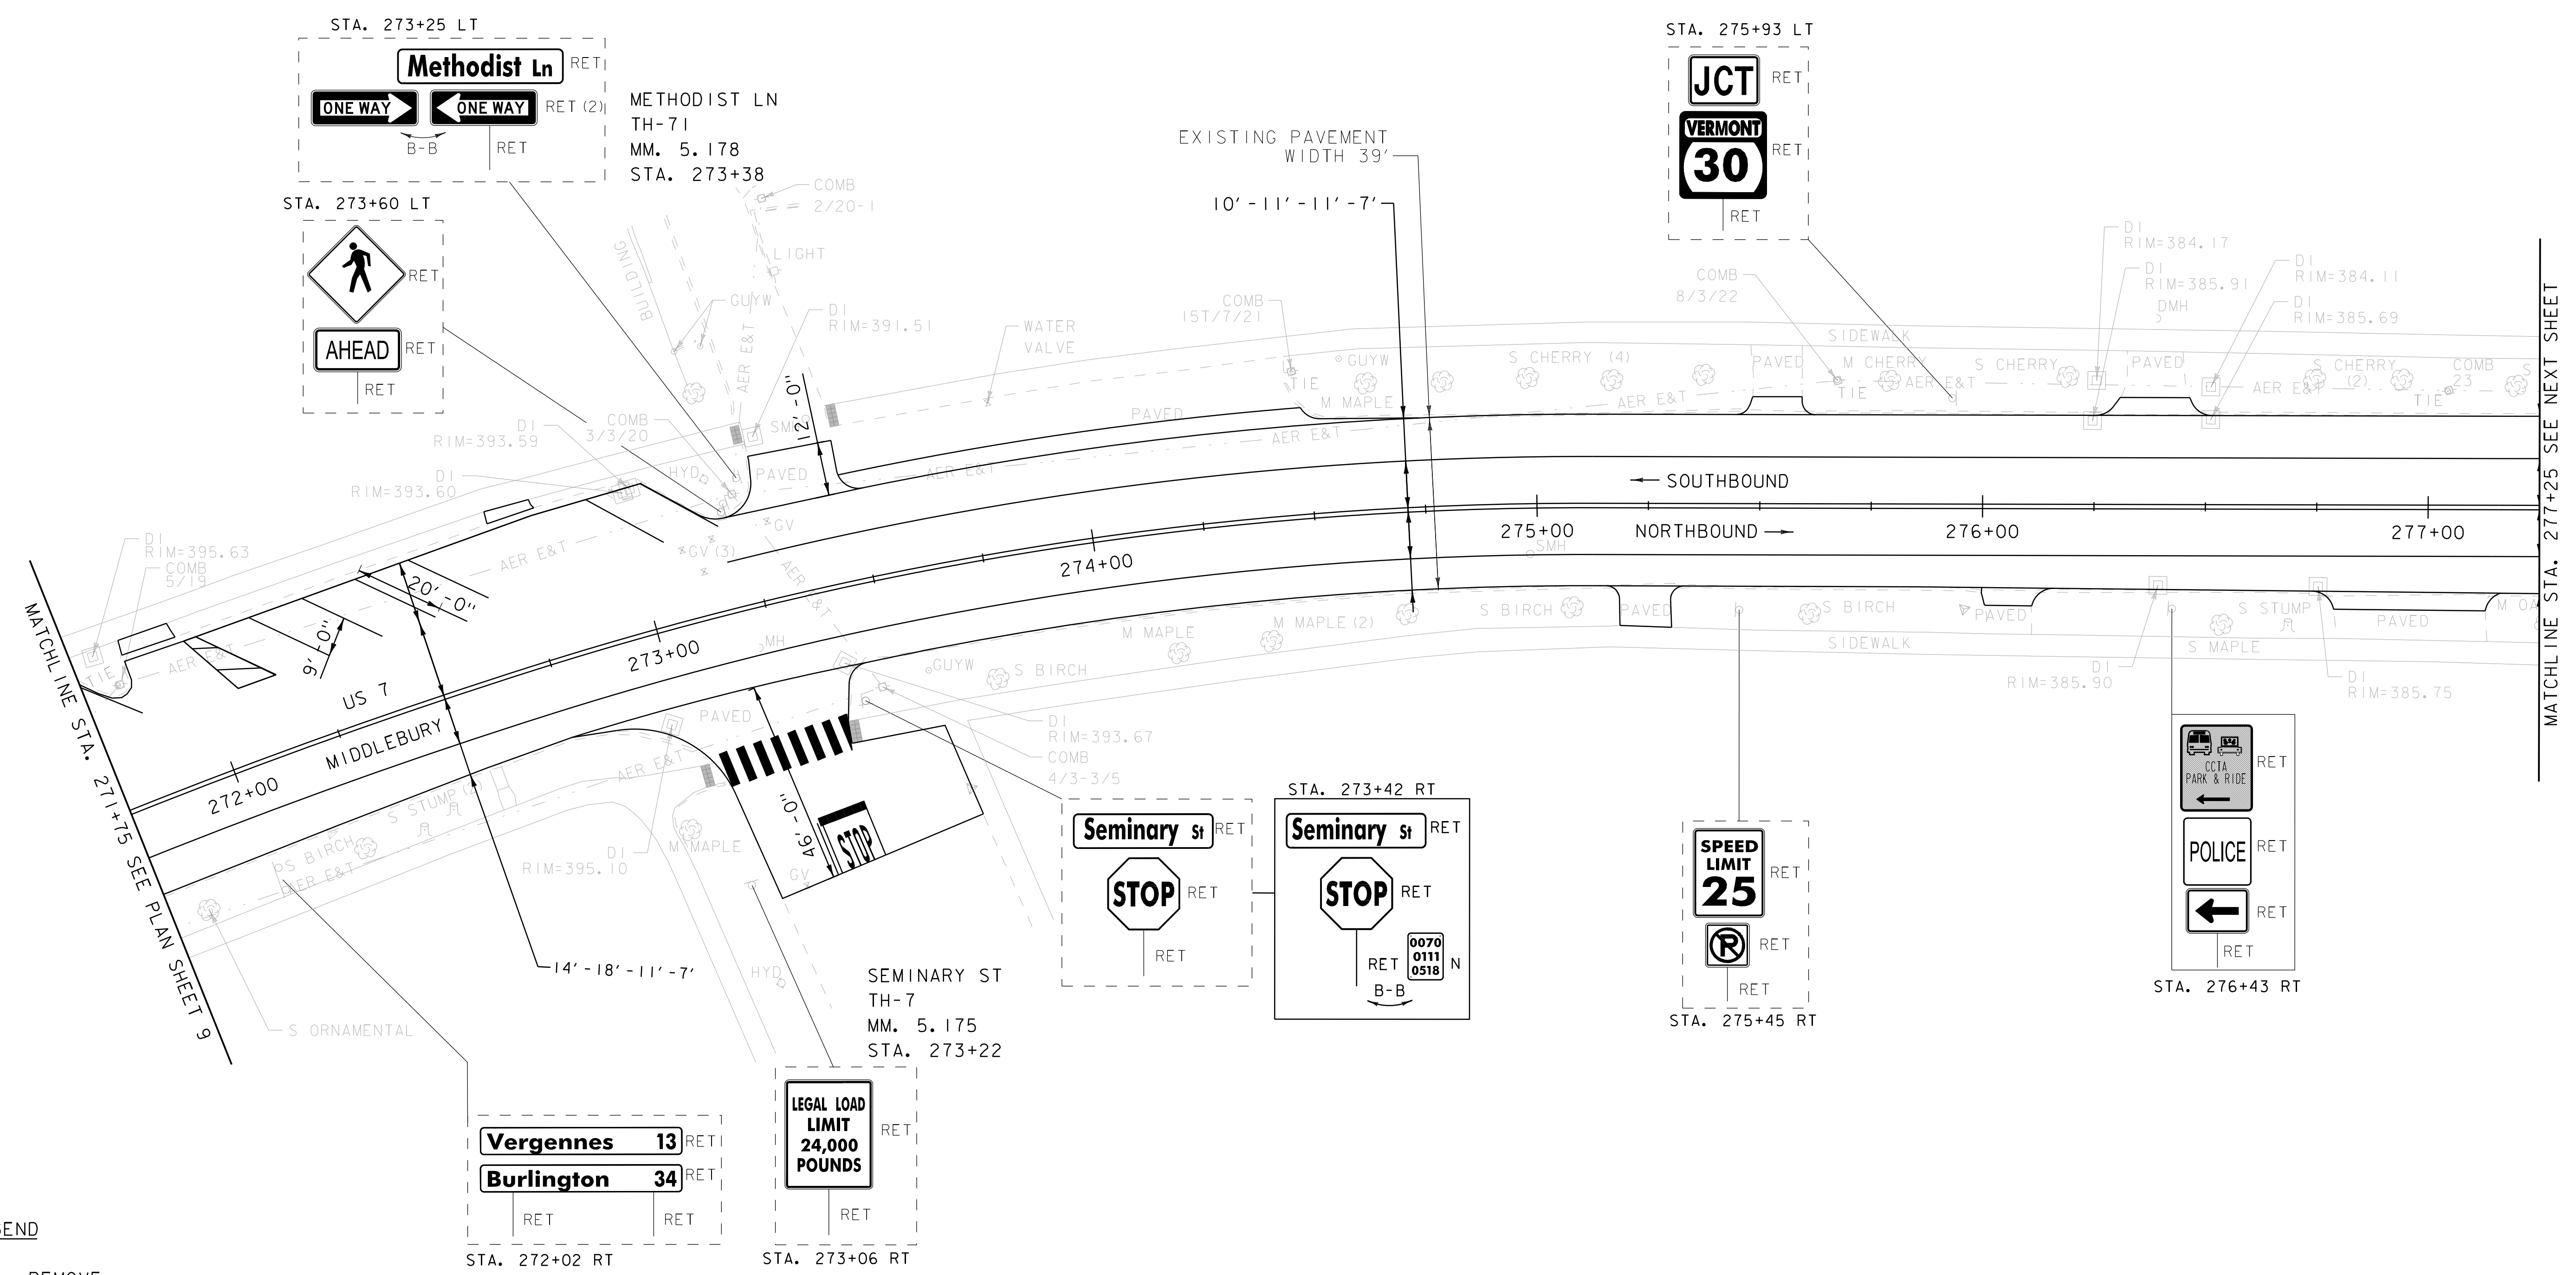 STA. 273+25 LT
Methodist Ln
RET
ONE WAY
ONE WAY
RET (2)
B-B
RET
METHODIST LN
TH-71
MM. 5.178
STA. 273+38
STA. 273+60 LT
RET
AHEAD
RET
RET
EXISTING PAVEMENT
WIDTH 39'
10'-11'-11'-7'
STA. 275+93 LT
JCT
RET
VERMONT
30
RET
RET
COMB
2/20-1
LIGHT
BUILDING
GUYW
AER E&T
DI
RIM=391.51
WATER
VALVE
COMB
15T/7/21
GUYW
TIE
M MAPLE
S CHERRY (4)
AER E&T
COMB
8/3/22
PAVED
TIE
M CHERRY
AER E&T
SIDEWALK
S CHERRY
DI
RIM=384.17
DI
RIM=385.91
DMH
DI
RIM=384.11
DI
RIM=385.69
PAVED
AER E&T
S CHERRY
(2)
TIE
COMB
23
S
MATCHLINE STA. 277+25 SEE NEXT SHEET
DI
RIM=393.59
COMB
3/3/20
DI
RIM=393.60
HYD
PAVED
12'-0"
AER E&T
PAVED
AER E&T
GV
GV (3)
AER E&T
AER E&T
SOUTHBOUND
NORTHBOUND
275+00
276+00
277+00
274+00
273+00
272+00
SMH
DI
RIM=395.63
COMB
5/19
TIE
AER E&T
20'-0"
9'-0"
US 7
MIDDLEBURY
MATCHLINE STA. 271+75 SEE PLAN SHEET 9
MH
PAVED
AER E&T
GUYW
S BIRCH
M MAPLE
M MAPLE (2)
S BIRCH
PAVED
S BIRCH
SIDEWALK
PAVED
S STUMP
S MAPLE
PAVED
M OA
DI
RIM=385.90
DI
RIM=385.75
DI
RIM=393.67
COMB
4/3-3/5
S STUMP (2)
S BIRCH
AER E&T
DI
RIM=395.10
M MAPLE
46'-0"
STOP
GV
HYD
S ORNAMENTAL
14'-18'-11'-7'
SEMINARY ST
TH-7
MM. 5.175
STA. 273+22
Seminary St
RET
STOP
RET
RET
STA. 273+42 RT
Seminary St
RET
STOP
RET
RET
0070
0111
0518
N
B-B
SPEED
LIMIT
25
RET
P
RET
RET
STA. 275+45 RT
CCTA
PARK & RIDE
RET
POLICE
RET
RET
RET
STA. 276+43 RT
Vergennes 13
RET
Burlington 34
RET
RET
RET
STA. 272+02 RT
LEGAL LOAD
LIMIT
24,000
POUNDS
RET
RET
STA. 273+06 RT